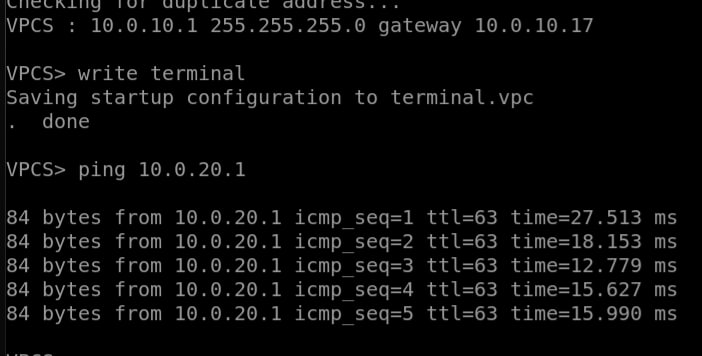 Checking for duplicate address...
VPCS : 10.0.10.1 255.255.255.0 gateway 10.0.10.17
VPCS> write terminal
Saving startup configuration to terminal.vpc
.  done
VPCS> ping 10.0.20.1
84 bytes from 10.0.20.1 icmp_seq=1 ttl=63 time=27.513 ms
84 bytes from 10.0.20.1 icmp_seq=2 ttl=63 time=18.153 ms
84 bytes from 10.0.20.1 icmp_seq=3 ttl=63 time=12.779 ms
84 bytes from 10.0.20.1 icmp_seq=4 ttl=63 time=15.627 ms
84 bytes from 10.0.20.1 icmp_seq=5 ttl=63 time=15.990 ms